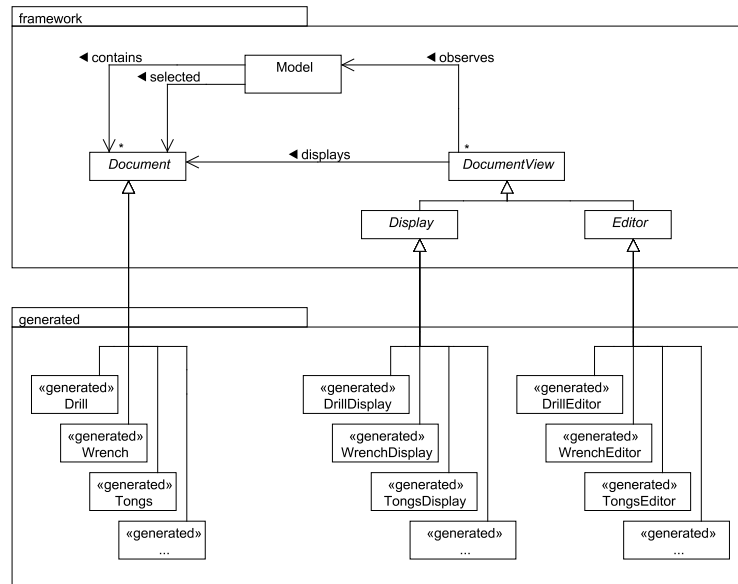 framework
◄ contains
Model
◄ observes
◄ selected
*
*
Document
◄ displays
DocumentView
Display
Editor
generated
«generated»
Drill
«generated»
DrillDisplay
«generated»
DrillEditor
«generated»
Wrench
«generated»
WrenchDisplay
«generated»
WrenchEditor
«generated»
Tongs
«generated»
TongsDisplay
«generated»
TongsEditor
«generated»
...
«generated»
...
«generated»
...